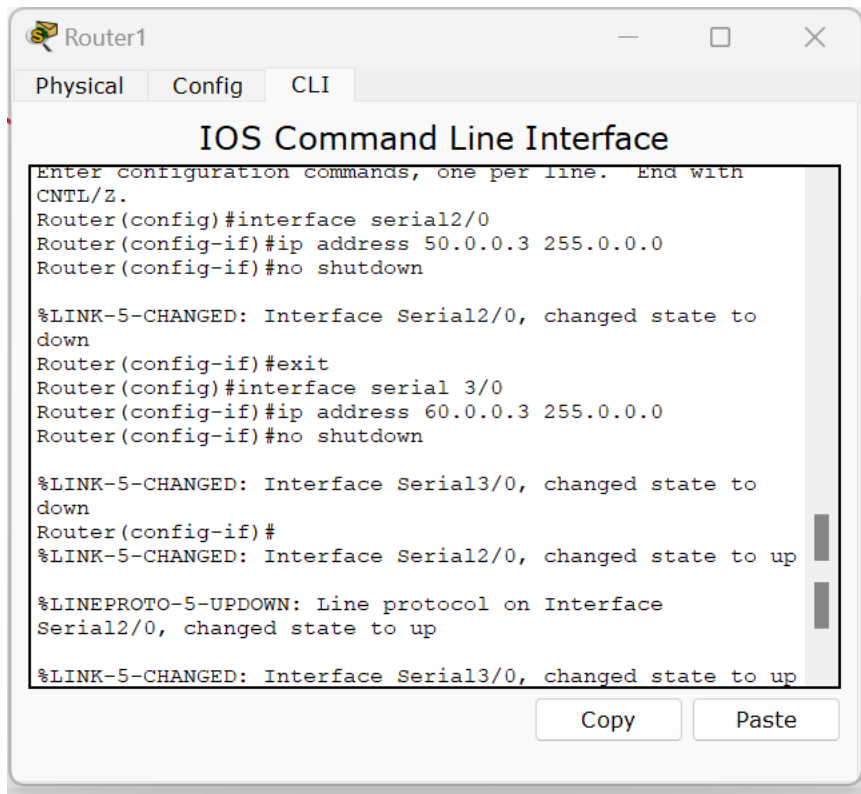 Router1
Physical Config CLI
IOS Command Line Interface
Enter configuration commands, one per line.  End with
CNTL/Z.
Router(config)#interface serial2/0
Router(config-if)#ip address 50.0.0.3 255.0.0.0
Router(config-if)#no shutdown
%LINK-5-CHANGED: Interface Serial2/0, changed state to
down
Router(config-if)#exit
Router(config)#interface serial 3/0
Router(config-if)#ip address 60.0.0.3 255.0.0.0
Router(config-if)#no shutdown
%LINK-5-CHANGED: Interface Serial3/0, changed state to
down
Router(config-if)#
%LINK-5-CHANGED: Interface Serial2/0, changed state to up
%LINEPROTO-5-UPDOWN: Line protocol on Interface
Serial2/0, changed state to up
%LINK-5-CHANGED: Interface Serial3/0, changed state to up
Copy Paste